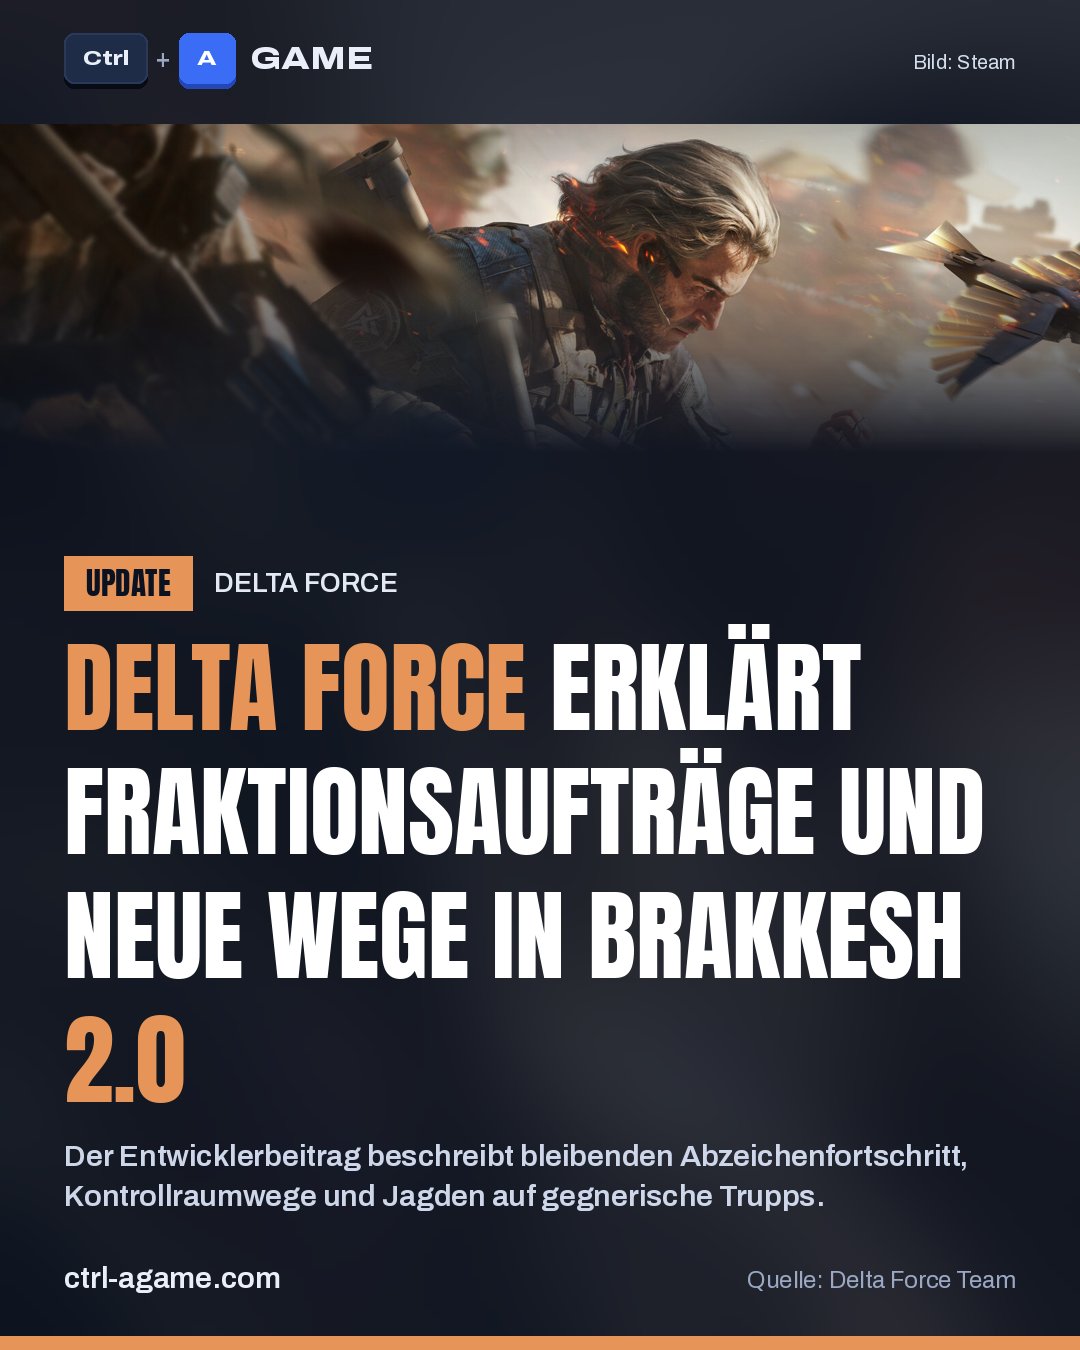 Ctrl + A GAME
Bild: Steam
UPDATE DELTA FORCE
DELTA FORCE ERKLÄRT
FRAKTIONSAUFTRÄGE UND
NEUE WEGE IN BRAKKESH
2.0
Der Entwicklerbeitrag beschreibt bleibenden Abzeichenfortschritt,
Kontrollraumwege und Jagden auf gegnerische Trupps.
ctrl-agame.com
Quelle: Delta Force Team